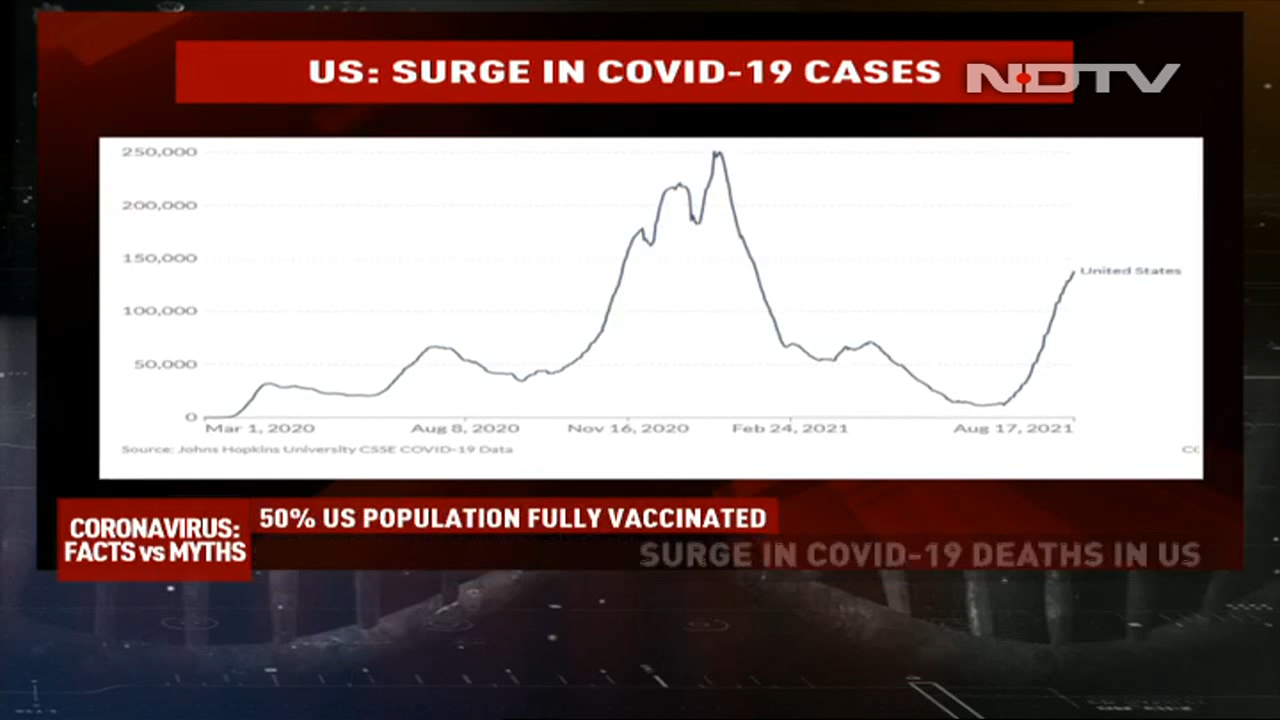 US: SURGE IN COVID-19 CASES
NDTV
250,000
200,000
150,000
United States
100,000
50,000
0
Mar 1, 2020 Aug 8, 2020 Nov 16, 2020 Feb 24, 2021 Aug 17, 2021
Source: Johns Hopkins University CSSE COVID-19 Data
CC
CORONAVIRUS:
FACTS vs MYTHS
50% US POPULATION FULLY VACCINATED
SURGE IN COVID-19 DEATHS IN US